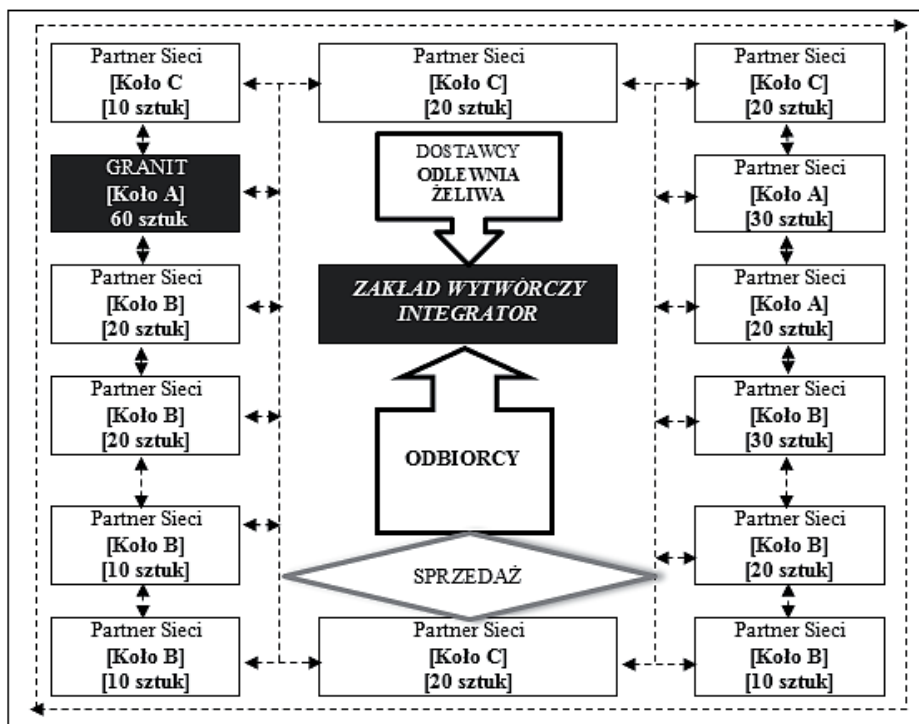 Partner Sieci
[Koło C
[10 sztuk]
Partner Sieci
[Koło C]
[20 sztuk]
Partner Sieci
[Koło C]
[20 sztuk]
GRANIT
[Koło A]
60 sztuk
DOSTAWCY
ODLEWNIA
ŻELIWA
Partner Sieci
[Koło A]
[30 sztuk]
Partner Sieci
[Koło B]
[20 sztuk]
ZAKŁAD WYTWÓRCZY
INTEGRATOR
Partner Sieci
[Koło A]
[20 sztuk]
Partner Sieci
[Koło B]
[20 sztuk]
ODBIORCY
Partner Sieci
[Koło B]
[30 sztuk]
Partner Sieci
[Koło B]
[10 sztuk]
SPRZEDAŻ
Partner Sieci
[Koło B]
[20 sztuk]
Partner Sieci
[Koło B]
[10 sztuk]
Partner Sieci
[Koło C]
[20 sztuk]
Partner Sieci
[Koło B]
[10 sztuk]